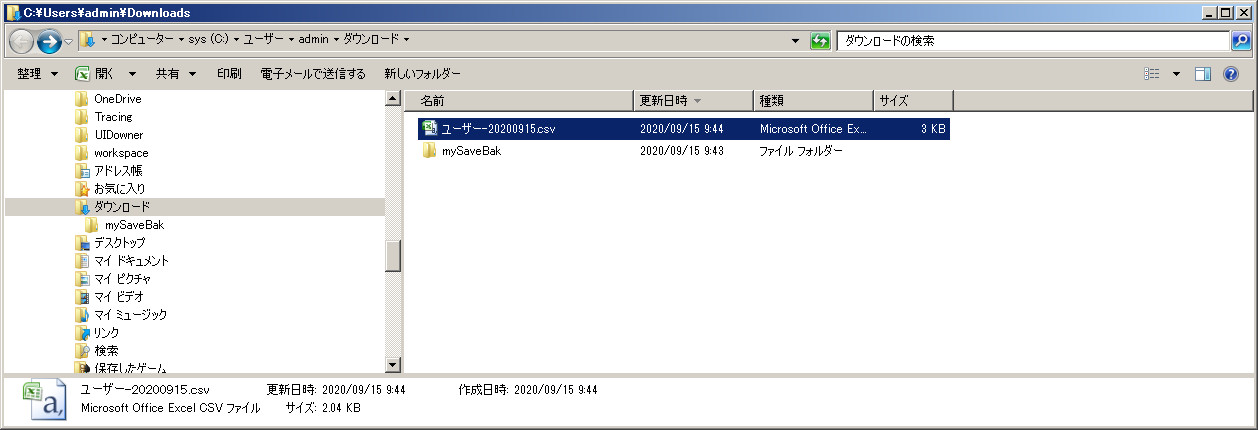 C:¥Users¥admin¥Downloads
コンピューター sys (C:) ユーザー admin ダウンロード
ダウンロードの検索
整理 開く 共有 印刷 電子メールで送信する 新しいフォルダー
OneDrive
Tracing
UIDowner
workspace
アドレス帳
お気に入り
ダウンロード
mySaveBak
デスクトップ
マイ ドキュメント
マイ ピクチャ
マイ ビデオ
マイ ミュージック
リンク
検索
保存したゲーム
名前 更新日時 種類 サイズ
ユーザー-20200915.csv 2020/09/15 9:44 Microsoft Office Ex... 3 KB
mySaveBak 2020/09/15 9:43 ファイル フォルダー
ユーザー-20200915.csv 更新日時: 2020/09/15 9:44 作成日時: 2020/09/15 9:44
Microsoft Office Excel CSV ファイル サイズ: 2.04 KB